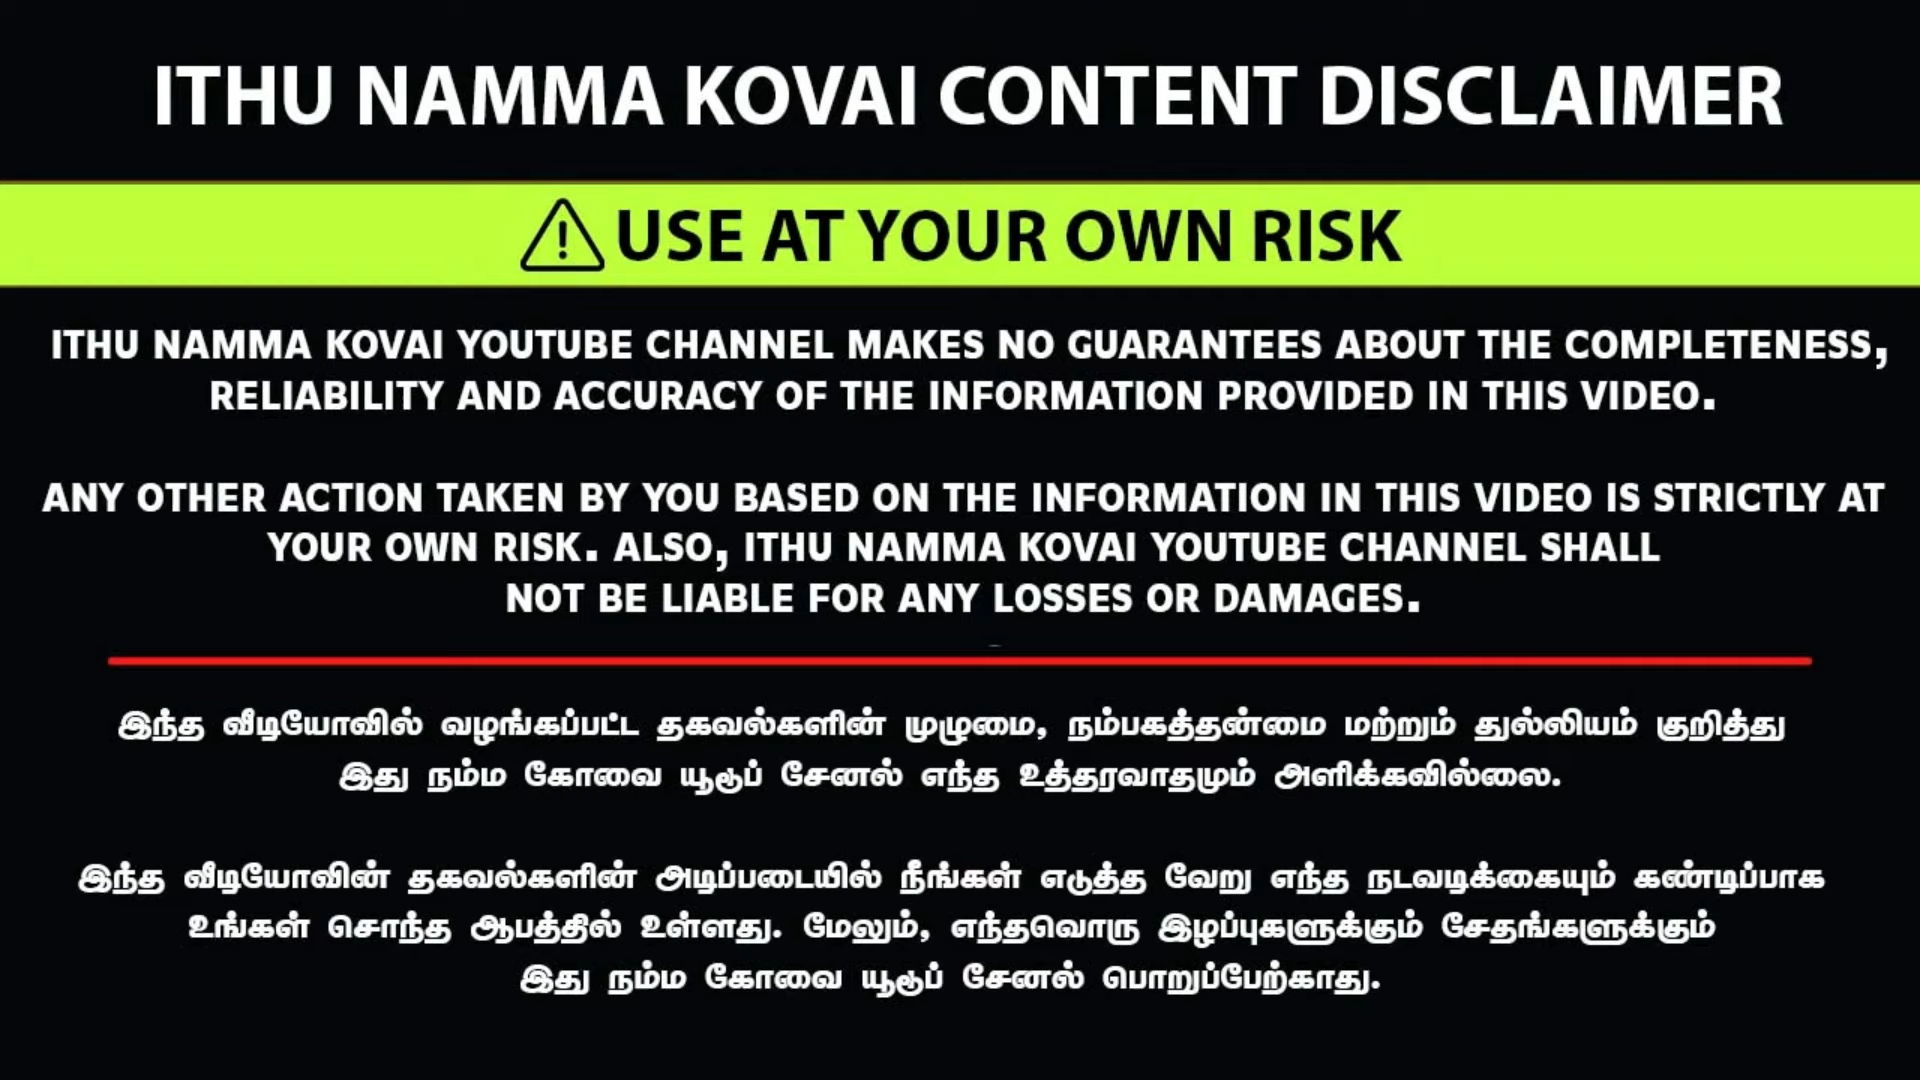 ITHU NAMMA KOVAI CONTENT DISCLAIMER
USE AT YOUR OWN RISK
ITHU NAMMA KOVAI YOUTUBE CHANNEL MAKES NO GUARANTEES ABOUT THE COMPLETENESS,
RELIABILITY AND ACCURACY OF THE INFORMATION PROVIDED IN THIS VIDEO.
ANY OTHER ACTION TAKEN BY YOU BASED ON THE INFORMATION IN THIS VIDEO IS STRICTLY AT
YOUR OWN RISK. ALSO, ITHU NAMMA KOVAI YOUTUBE CHANNEL SHALL
NOT BE LIABLE FOR ANY LOSSES OR DAMAGES.
இந்த வீடியோவில் வழங்கப்பட்ட தகவல்களின் முழுமை, நம்பகத்தன்மை மற்றும் துல்லியம் குறித்து
இது நம்ம கோவை யூடூப் சேனல் எந்த உத்தரவாதமும் அளிக்கவில்லை.
இந்த வீடியோவின் தகவல்களின் அடிப்படையில் நீங்கள் எடுத்த வேறு எந்த நடவடிக்கையும் கண்டிப்பாக
உங்கள் சொந்த ஆபத்தில் உள்ளது. மேலும், எந்தவொரு இழப்புகளுக்கும் சேதங்களுக்கும்
இது நம்ம கோவை யூடூப் சேனல் பொறுப்பேற்காது.